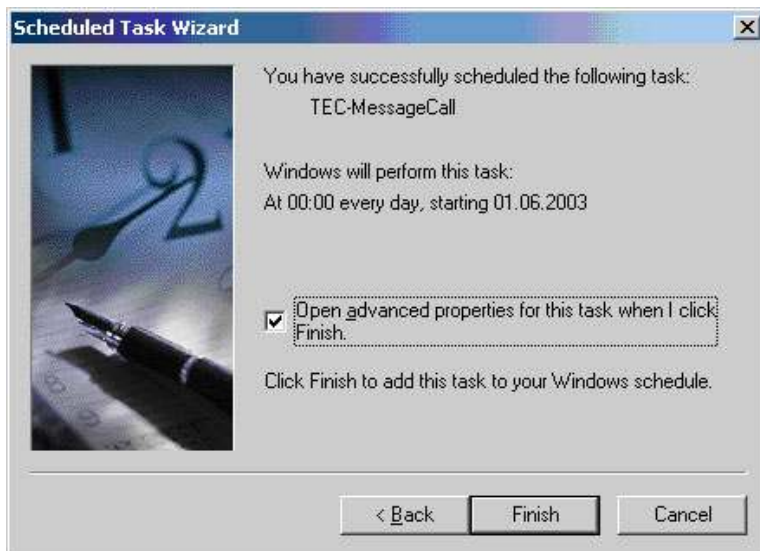 Scheduled Task Wizard
You have successfully scheduled the following task:
TEC-MessageCall
Windows will perform this task:
At 00:00 every day, starting 01.06.2003
Open advanced properties for this task when I click
Finish.
Click Finish to add this task to your Windows schedule.
< Back
Finish
Cancel